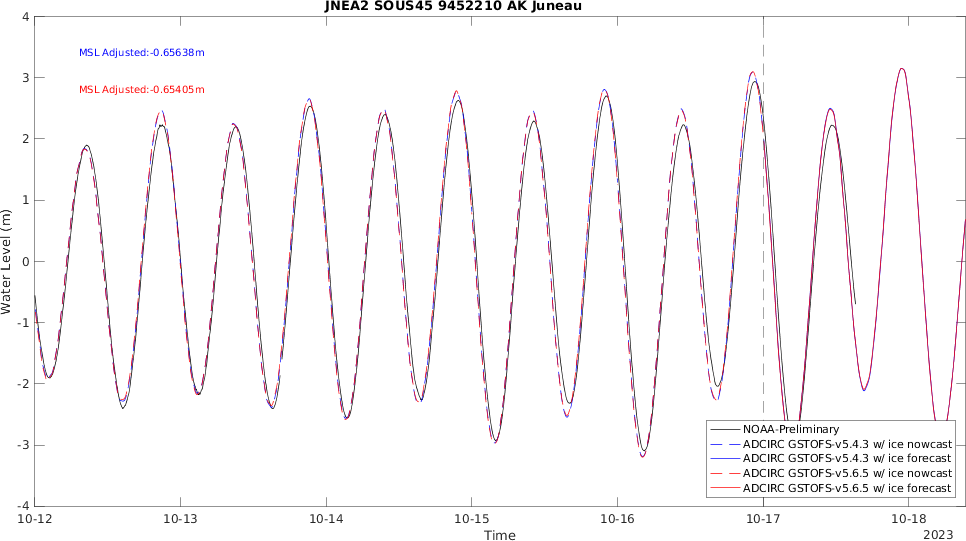 JNEA2 SOUS45 9452210 AK Juneau
MSL Adjusted:-0.65638m
MSL Adjusted:-0.65405m
4
3
2
1
0
-1
-2
-3
-4
Water Level (m)
NOAA-Preliminary
ADCIRC GSTOFS-v5.4.3 w/ ice nowcast
ADCIRC GSTOFS-v5.4.3 w/ ice forecast
ADCIRC GSTOFS-v5.6.5 w/ ice nowcast
ADCIRC GSTOFS-v5.6.5 w/ ice forecast
10-12 10-13 10-14 10-15 10-16 10-17 10-18
Time
2023